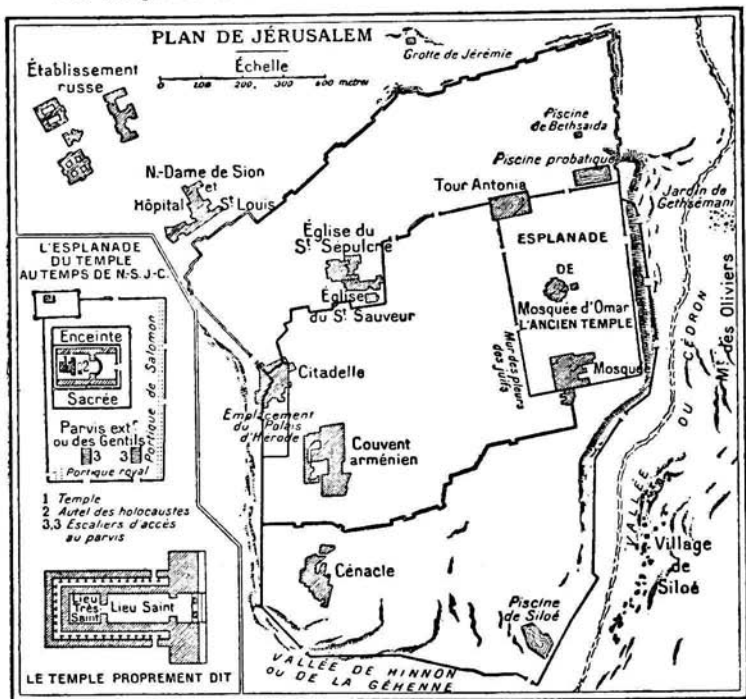 PLAN DE JÉRUSALEM
Échelle
0 100 200, 300 400 mètres
Grotte de Jérémie
Établissement
russe
Piscine
de Bethsaïda
Piscine probatique
N.-Dame de Sion
et
Hôpital St Louis
Tour Antonia
Jardin de
Gethsémani
Église du
St Sépulcre
Église
du St Sauveur
ESPLANADE
DE
Mosquée d'Omar
L'ANCIEN TEMPLE
Mur des pleurs
des juifs
Mosquée
Mt des Oliviers
VALLÉE DU CÉDRON
Citadelle
Emplacement
du Palais
d'Hérode
Couvent
arménien
Cénacle
Village
de
Siloé
Piscine
de Siloé
VALLÉE DE HINNON
OU DE LA GÉHENNE
L'ESPLANADE
DU TEMPLE
AU TEMPS DE N.-S.J.-C.
Enceinte
2
Sacrée
Portique de Salomon
Parvis extr
ou des Gentils
3 3
Portique royal
1 Temple
2 Autel des holocaustes
3,3 Escaliers d'accès
au parvis
Lieu
Très
Saint
Lieu Saint
LE TEMPLE PROPREMENT DIT